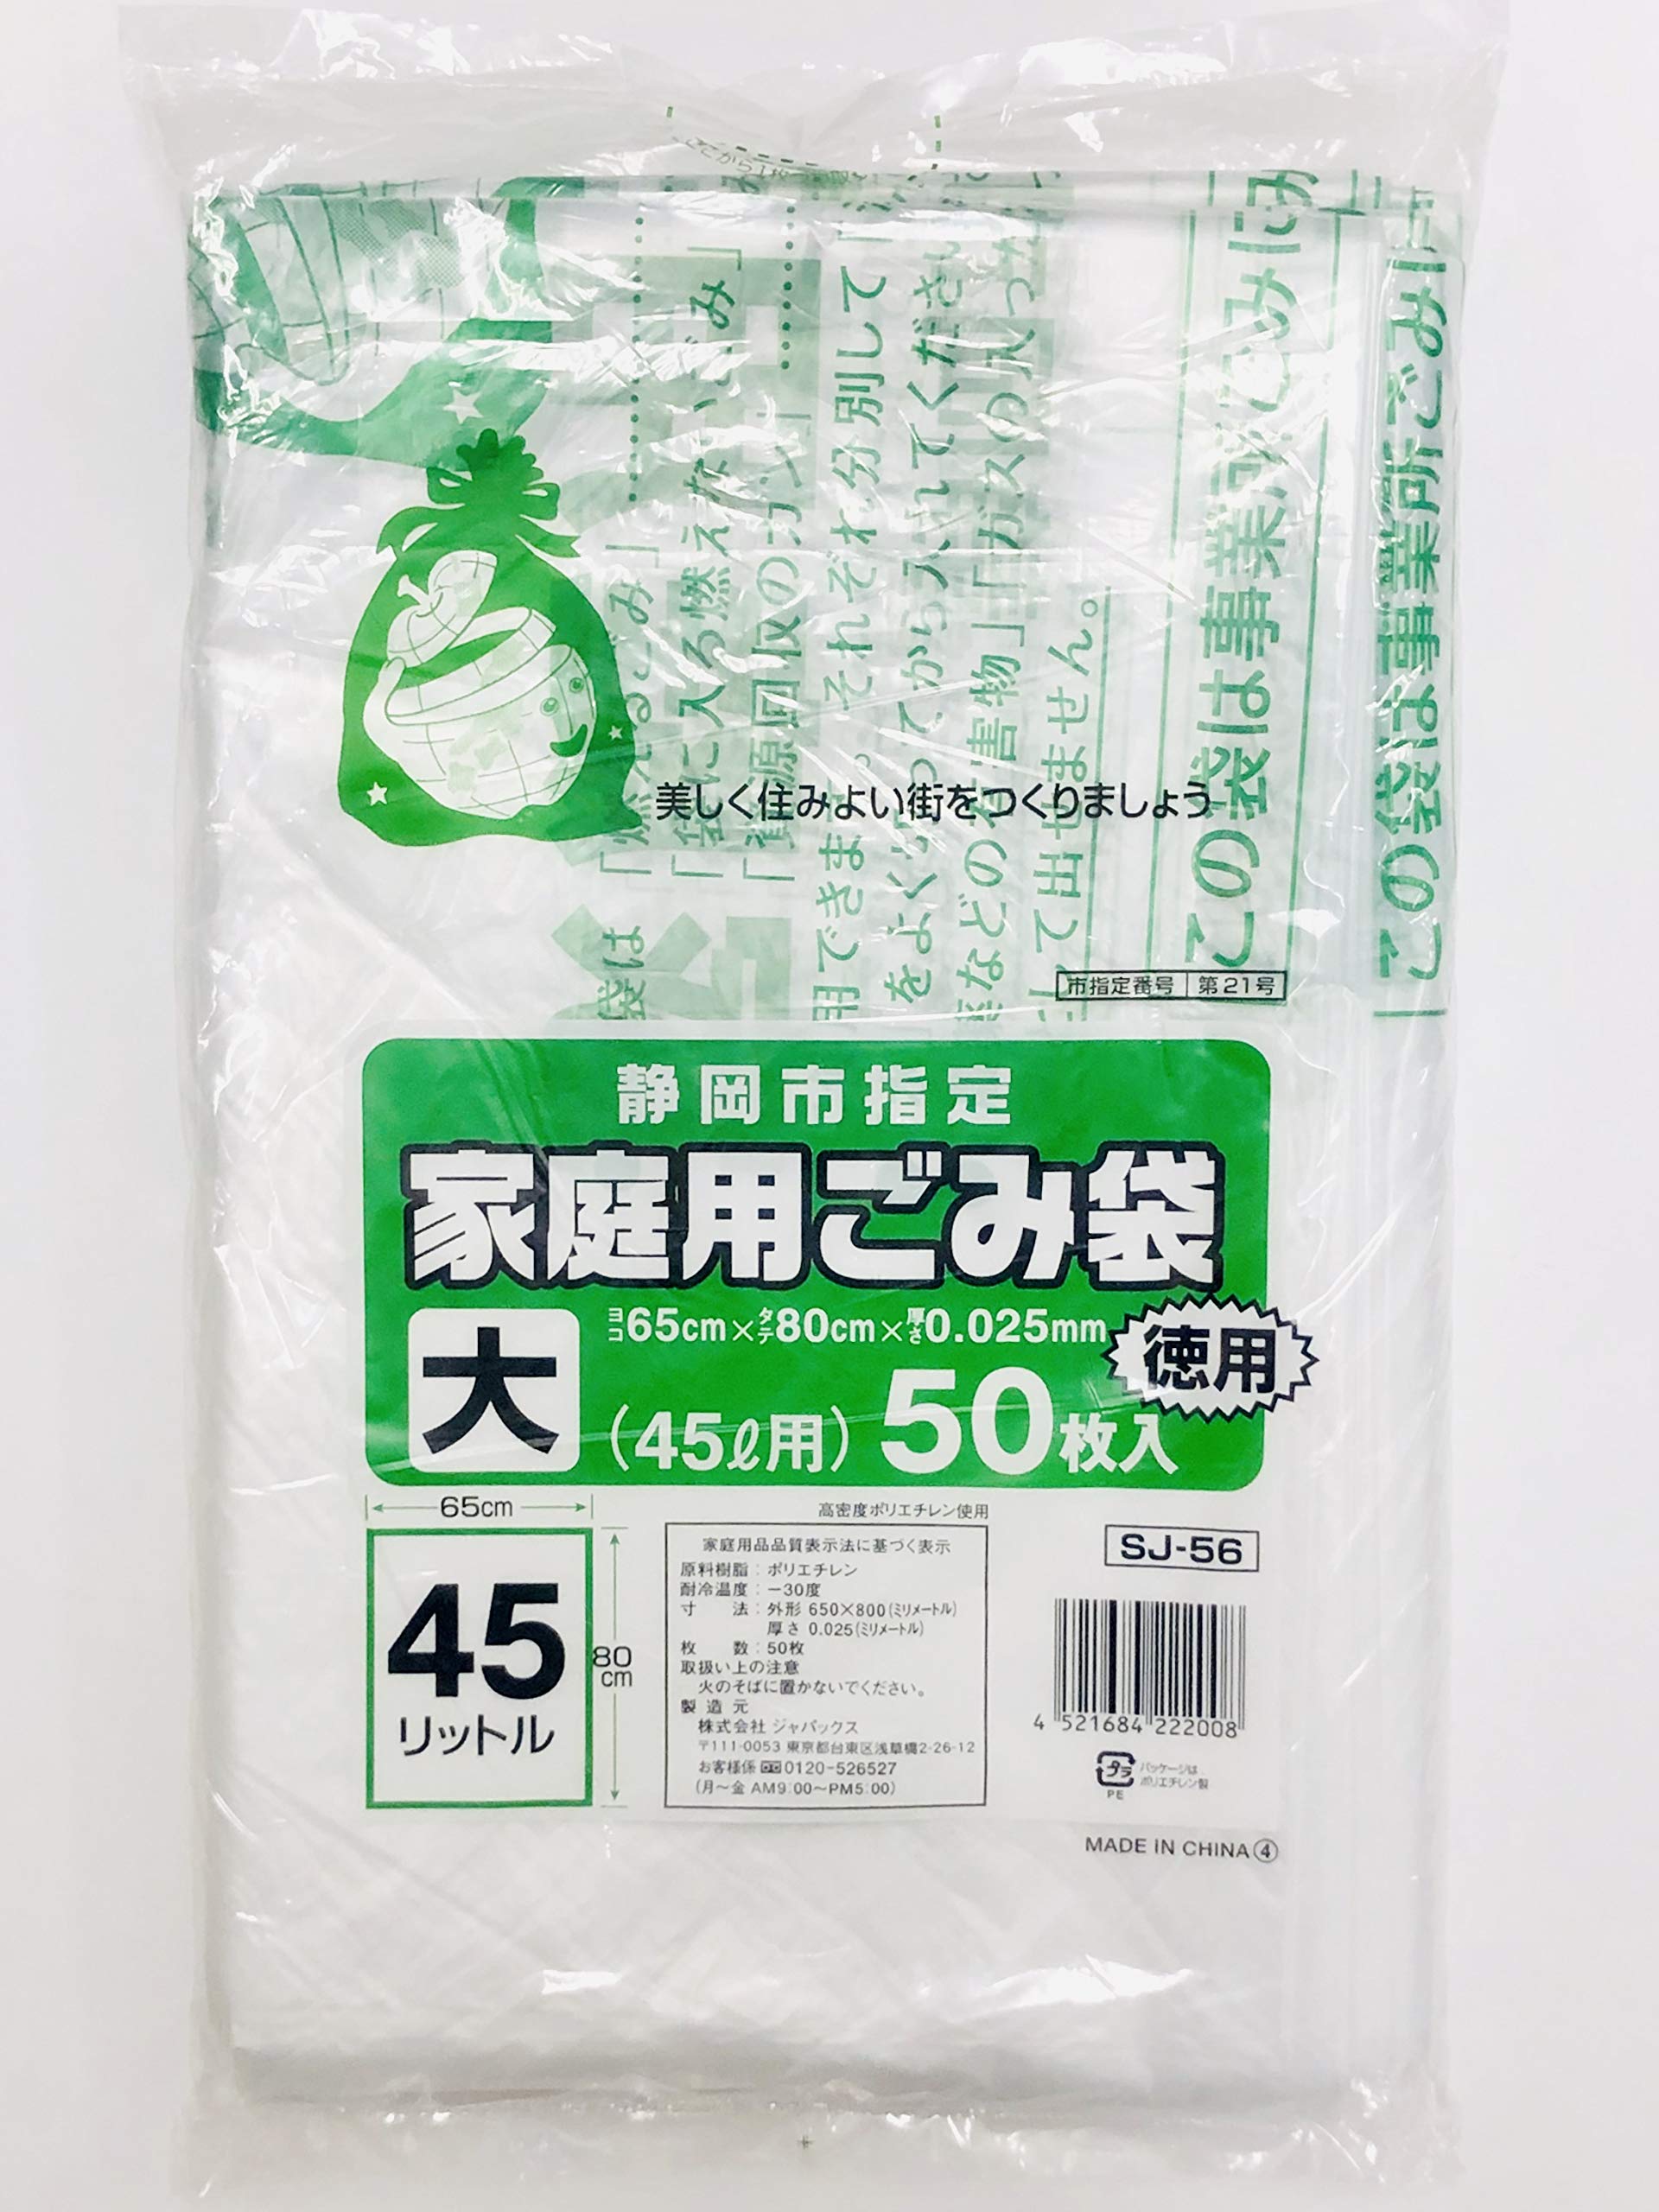 美しく住みよい街をつくりましょう
この袋は事業所ごみに
この袋は事業所ごみに
市指定番号 第21号
静岡市指定
家庭用ごみ袋
大
ヨコ65cm×タテ80cm×厚さ0.025mm
徳用
(45ℓ用) 50枚入
65cm
45
リットル
80
cm
高密度ポリエチレン使用
家庭用品品質表示法に基づく表示
原料樹脂：ポリエチレン
耐冷温度：－30度
寸　法：外形 650×800(ミリメートル)
厚さ 0.025(ミリメートル)
枚　数：50枚
取扱い上の注意
火のそばに置かないでください。
製造元
株式会社 ジャパックス
〒111-0053 東京都台東区浅草橋2-26-12
お客様係 0120-526527
(月～金 AM9:00～PM5:00)
SJ-56
4 521684 222008
プラ
PE
パッケージは
ポリエチレン製
MADE IN CHINA④